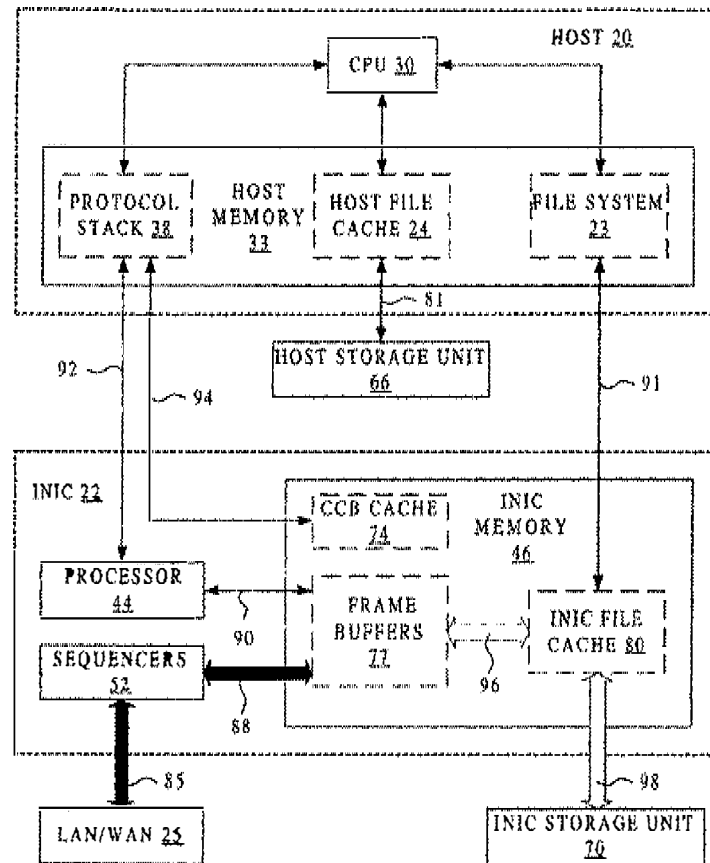 HOST 20
CPU 30
PROTOCOL
STACK 38
HOST
MEMORY
33
HOST FILE
CACHE 24
FILE SYSTEM
23
81
HOST STORAGE UNIT
66
92
94
91
INIC 22
CCB CACHE
74
INIC
MEMORY
46
PROCESSOR
44
90
FRAME
BUFFERS
77
96
INIC FILE
CACHE 80
SEQUENCERS
52
88
85
98
LAN/WAN 25
INIC STORAGE UNIT
70